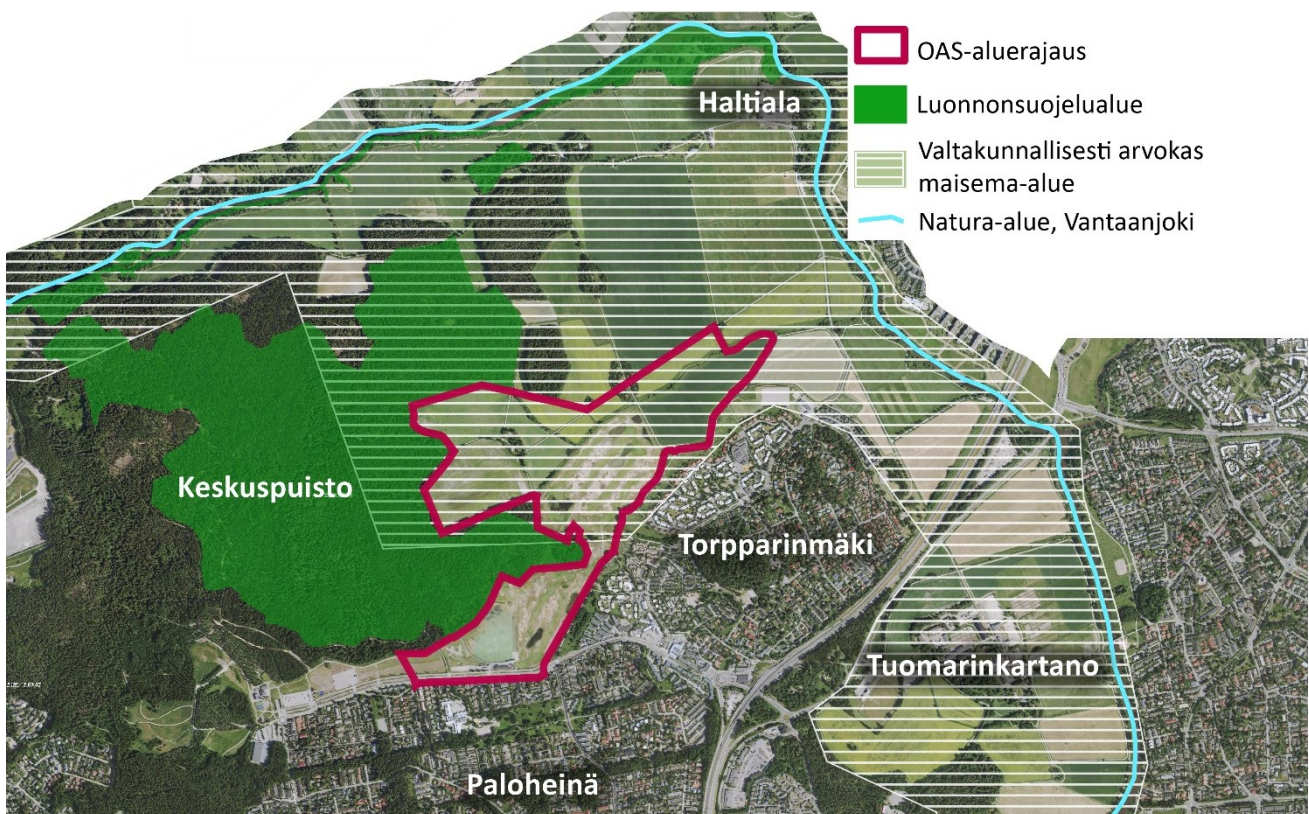 OAS-aluerajaus
Luonnonsuojelualue
Valtakunnallisesti arvokas
maisema-alue
Natura-alue, Vantaanjoki
Haltiala
Keskuspuisto
Torpparinmäki
Tuomarinkartano
Paloheinä